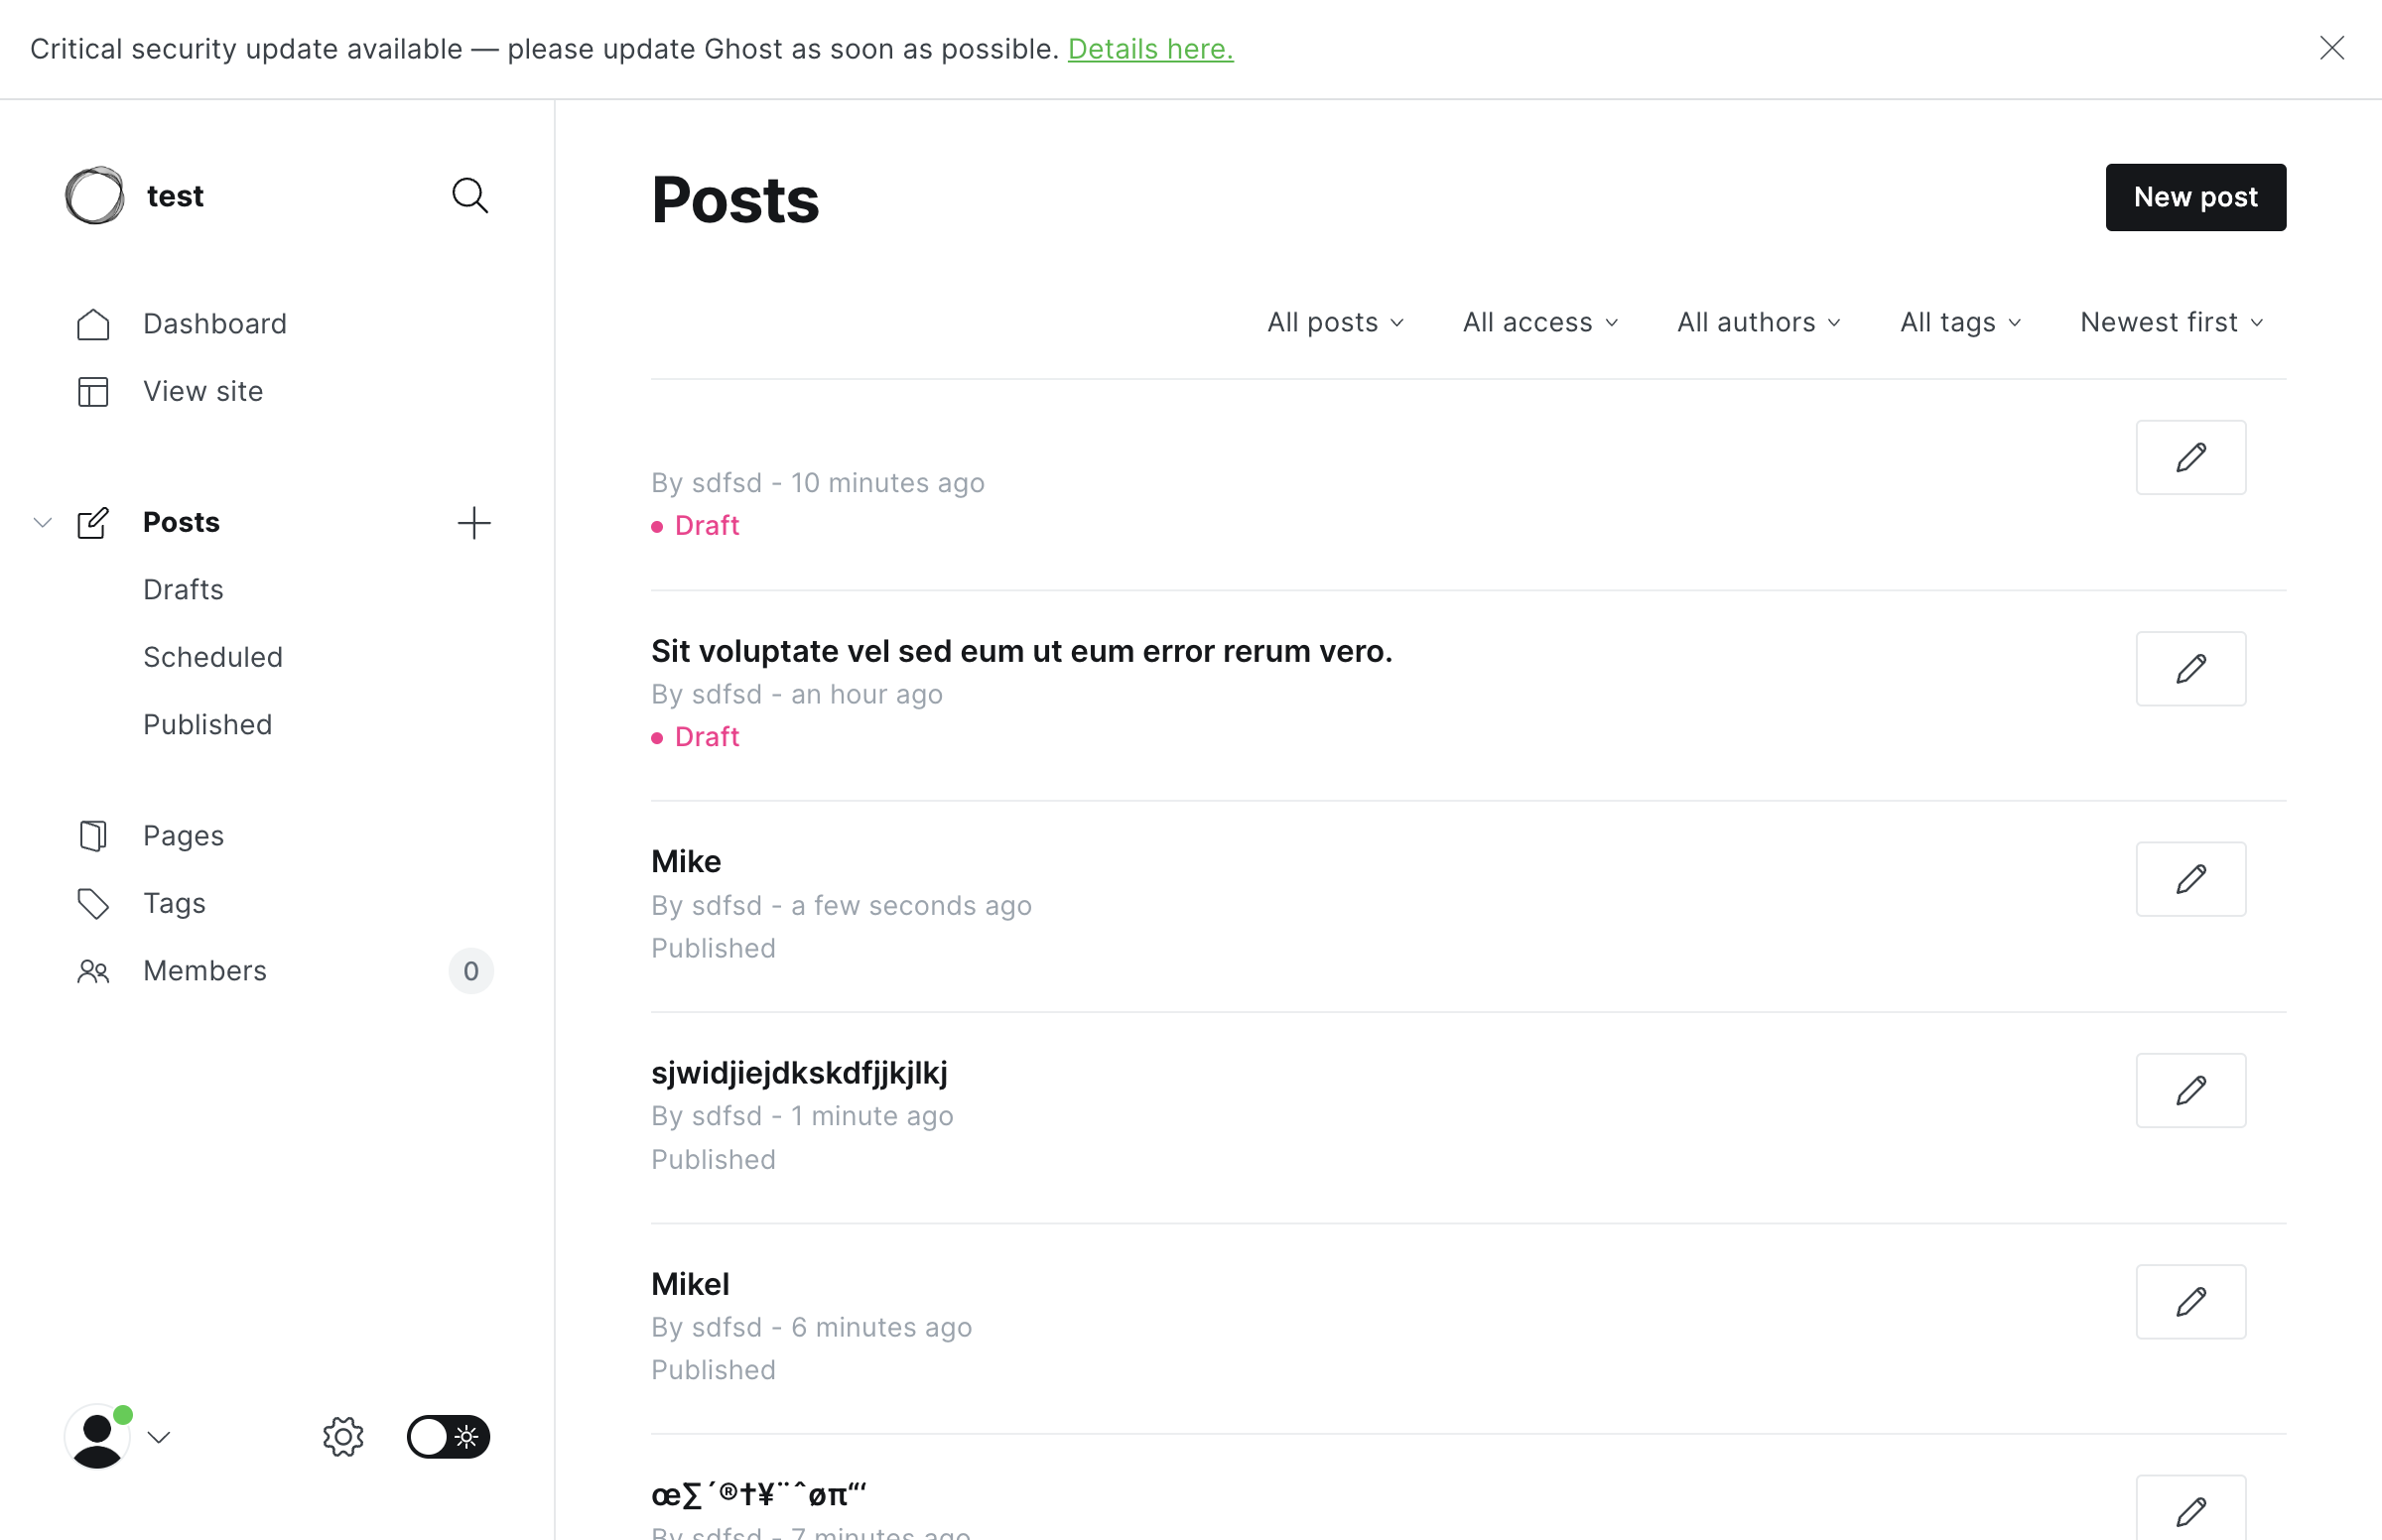 Critical security update available — please update Ghost as soon as possible. Details here.
test
Dashboard
View site
Posts
Drafts
Scheduled
Published
Pages
Tags
Members 0
Posts
New post
All posts All access All authors All tags Newest first
By sdfsd - 10 minutes ago
Draft
Sit voluptate vel sed eum ut eum error rerum vero.
By sdfsd - an hour ago
Draft
Mike
By sdfsd - a few seconds ago
Published
sjwidjiejdkskdfjjkjlkj
By sdfsd - 1 minute ago
Published
Mikel
By sdfsd - 6 minutes ago
Published
œ∑´®†¥¨ˆøπ“‘
By sdfsd - 7 minutes ago